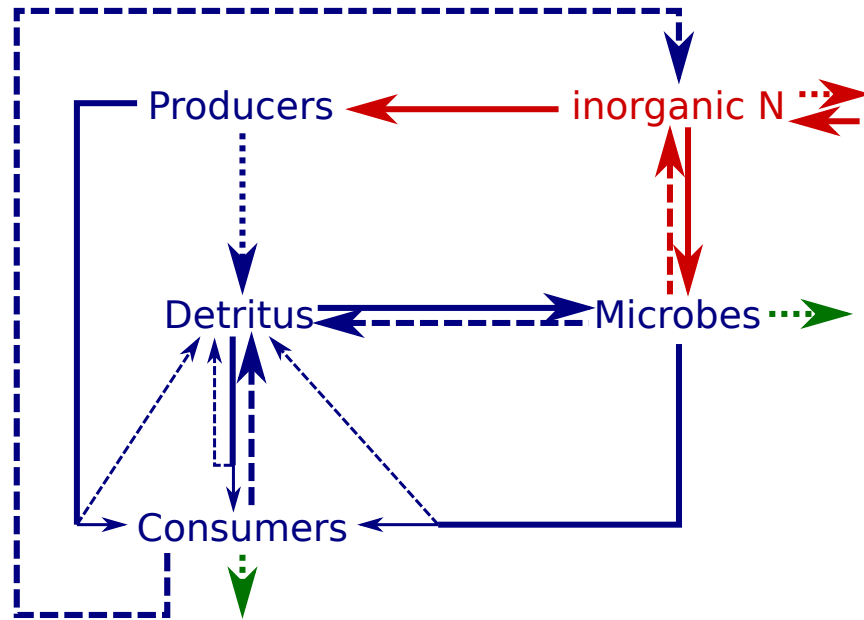 Producers
inorganic N
Detritus
Microbes
Consumers